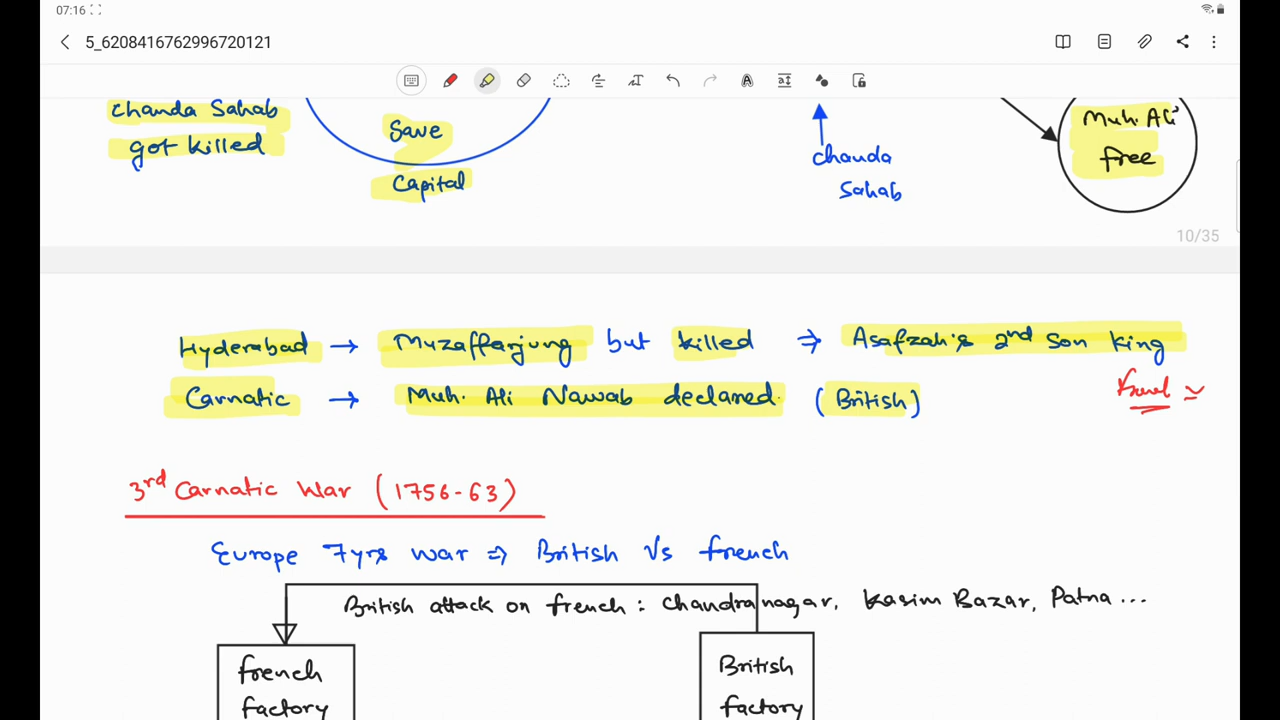 07:16
5_6208416762996720121
Chanda Sahab
got killed
Save
Capital
Chanda
Sahab
Muh. Ali
free
10/35
Hyderabad → Muzaffarjung but killed ⇒ Asafzah's 2nd Son King
Carnatic → Muh. Ali Nawab declared. (British)
3rd Carnatic War (1756-63)
Europe 7yrs war ⇒ British Vs french
British attack on french : Chandranagar, Kasim Bazar, Patna...
French
factory
British
factory